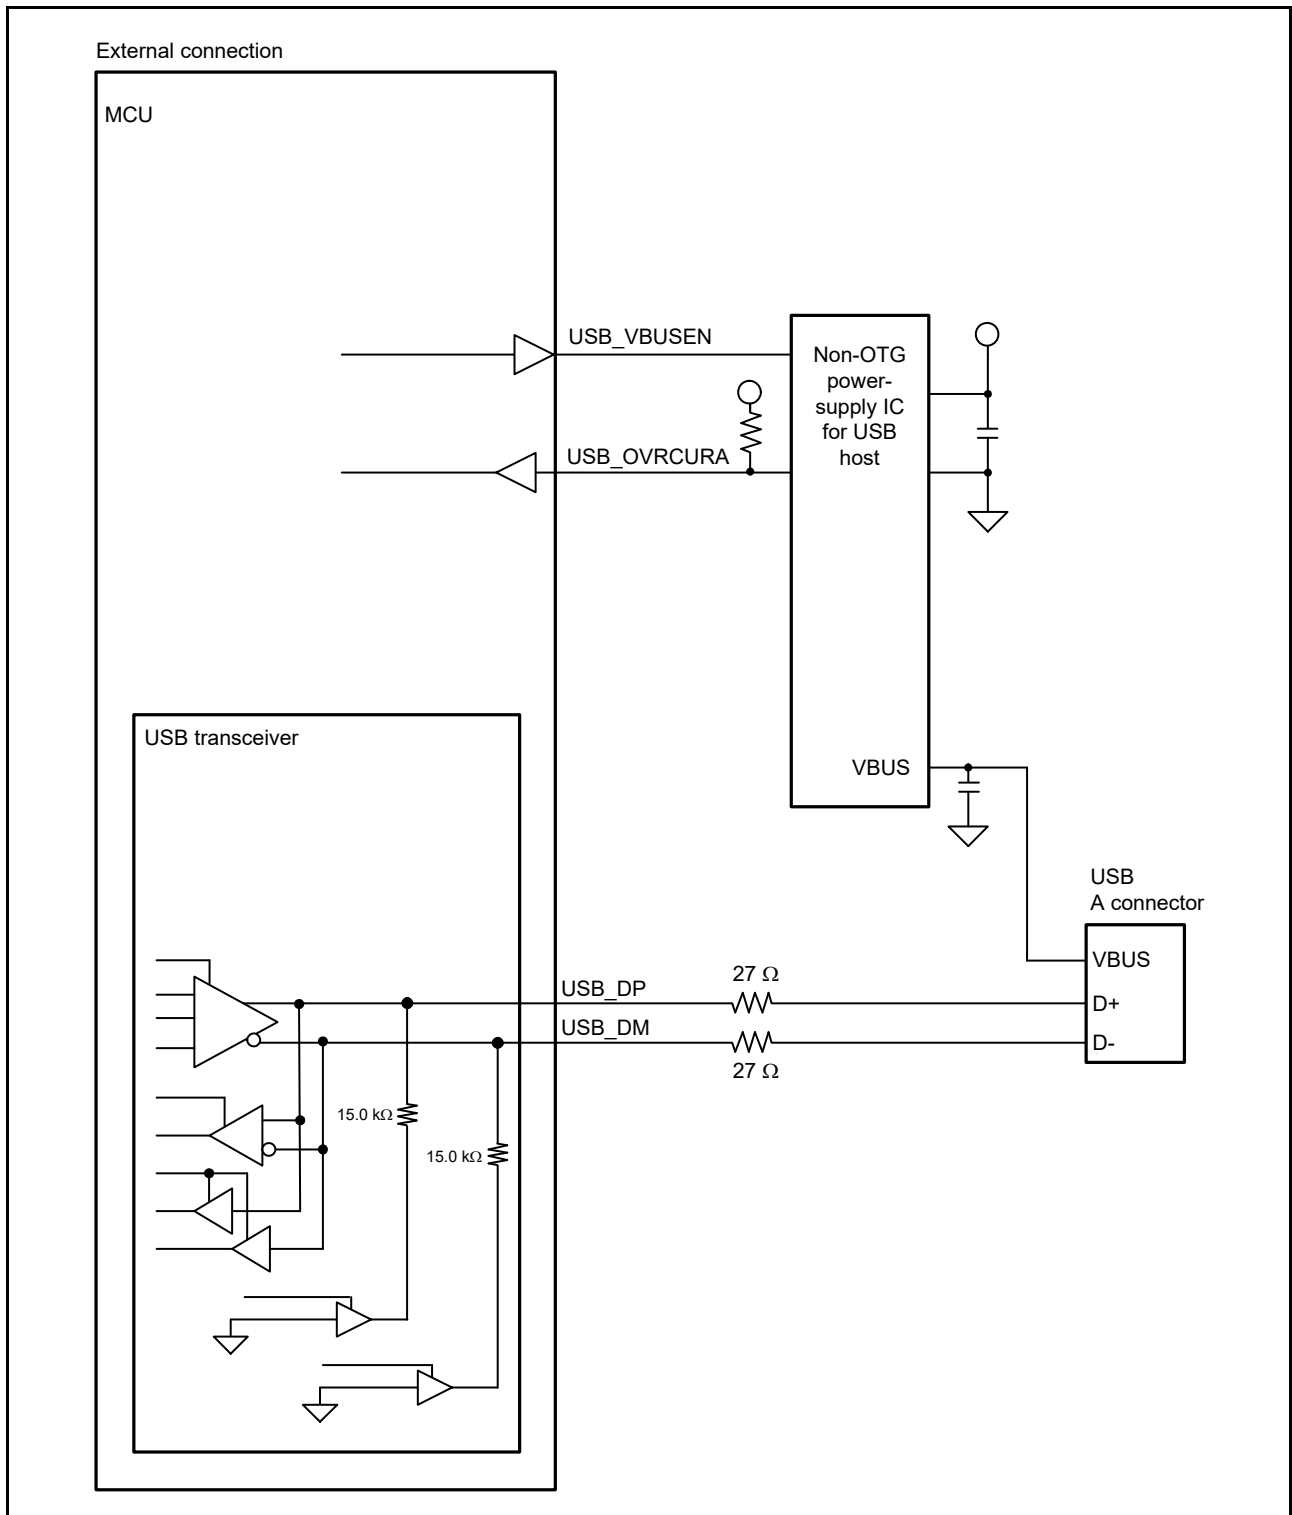 External connection
MCU
USB_VBUSEN
Non-OTG
power-
supply IC
for USB
host
USB_OVRCURA
USB transceiver
VBUS
USB
A connector
VBUS
27 Ω
USB_DP
D+
USB_DM
D-
27 Ω
15.0 kΩ
15.0 kΩ